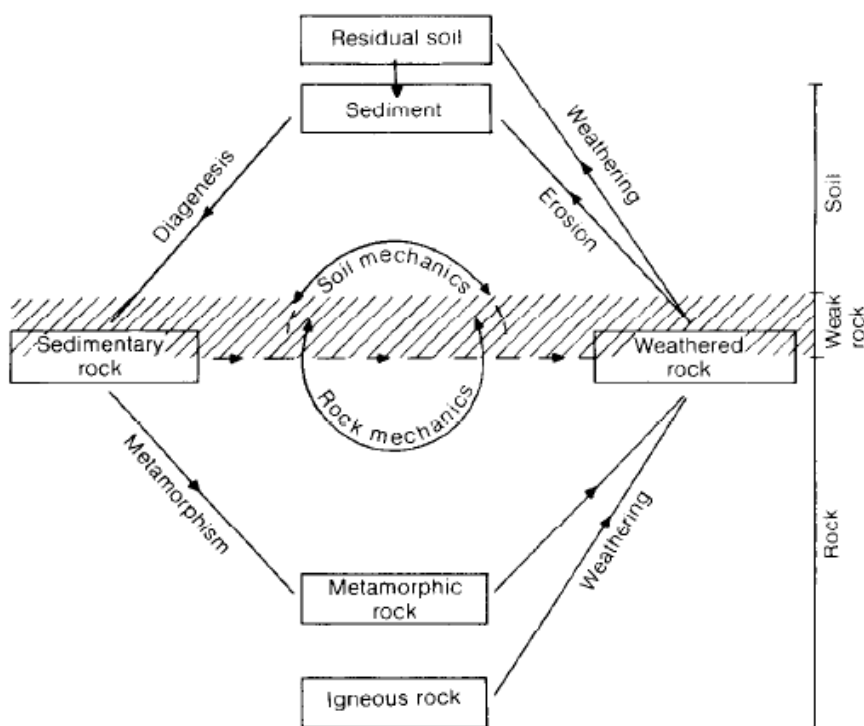 Residual soil
Sediment
Weathering
Erosion
Diagenesis
Soil
Soil mechanics
Weak
rock
Sedimentary
rock
Weathered
rock
Rock mechanics
Metamorphism
Weathering
Rock
Metamorphic
rock
Igneous rock